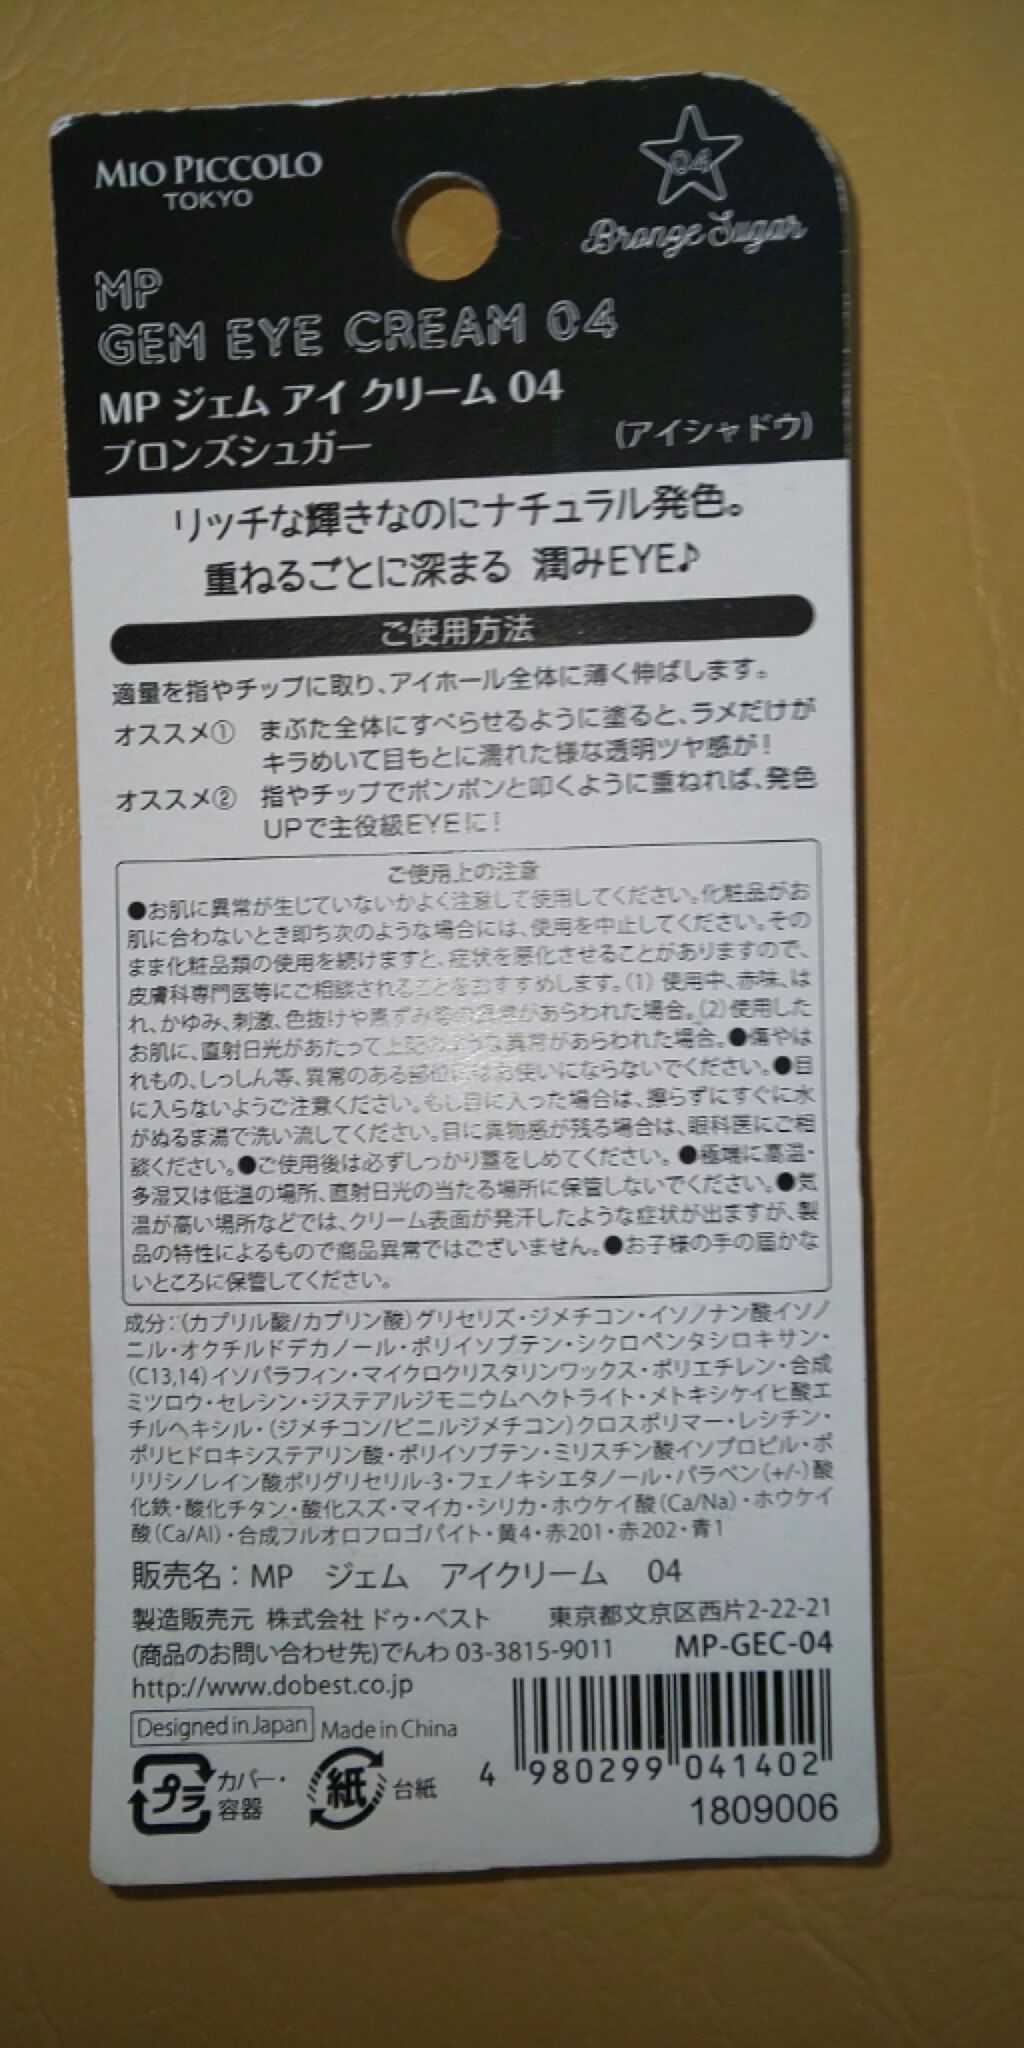 MIO PICCOLO
TOKYO
04
Bronze Sugar
MP
GEM EYE CREAM 04
MP ジェム アイ クリーム 04
ブロンズシュガー
(アイシャドウ)
リッチな輝きなのにナチュラル発色。
重ねるごとに深まる 潤みEYE♪
ご使用方法
適量を指やチップに取り、アイホール全体に薄く伸ばします。
オススメ① まぶた全体にすべらせるように塗ると、ラメだけが
キラめいて目もとに濡れた様な透明ツヤ感が!
オススメ② 指やチップでポンポンと叩くように重ねれば、発色
UPで主役級EYEに!
ご使用上の注意
●お肌に異常が生じていないかよく注意して使用してください。化粧品がお
肌に合わないとき即ち次のような場合には、使用を中止してください。その
まま化粧品類の使用を続けますと、症状を悪化させることがありますので、
皮膚科専門医等にご相談されることをおすすめします。(1) 使用中、赤味、は
れ、かゆみ、刺激、色抜けや黒ずみ等の異常があらわれた場合。(2)使用した
お肌に、直射日光があたって上記のような異常があらわれた場合。●傷やは
れもの、しっしん等、異常のある部位にはお使いにならないでください。●目
に入らないようご注意ください。もし目に入った場合は、擦らずにすぐに水
がぬるま湯で洗い流してください。目に異物感が残る場合は、眼科医にご相
談ください。●ご使用後は必ずしっかり蓋をしめてください。●極端に高温・
多湿又は低温の場所、直射日光の当たる場所に保管しないでください。●気
温が高い場所などでは、クリーム表面が発汗したような症状が出ますが、製
品の特性によるもので商品異常ではございません。●お子様の手の届かな
いところに保管してください。
成分:(カプリル酸/カプリン酸)グリセリズ・ジメチコン・イソノナン酸イソノ
ニル・オクチルドデカノール・ポリイソブテン・シクロペンタシロキサン・
(C13,14)イソパラフィン・マイクロクリスタリンワックス・ポリエチレン・合成
ミツロウ・セレシン・ジステアルジモニウムヘクトライト・メトキシケイヒ酸エ
チルヘキシル・(ジメチコン/ビニルジメチコン)クロスポリマー・レシチン・
ポリヒドロキシステアリン酸・ポリイソブテン・ミリスチン酸イソプロピル・ポ
リリシノレイン酸ポリグリセリル-3・フェノキシエタノール・パラベン(+/-)酸
化鉄・酸化チタン・酸化スズ・マイカ・シリカ・ホウケイ酸(Ca/Na)・ホウケイ
酸(Ca/Al)・合成フルオロフロゴパイト・黄4・赤201・赤202・青1
販売名:MP ジェム アイクリーム 04
製造販売元 株式会社 ドゥ・ベスト 東京都文京区西片2-22-21
(商品のお問い合わせ先)でんわ 03-3815-9011 MP-GEC-04
http://www.dobest.co.jp
Designed in Japan Made in China
プラ カバー・
容器
紙 台紙
4 980299 041402
1809006